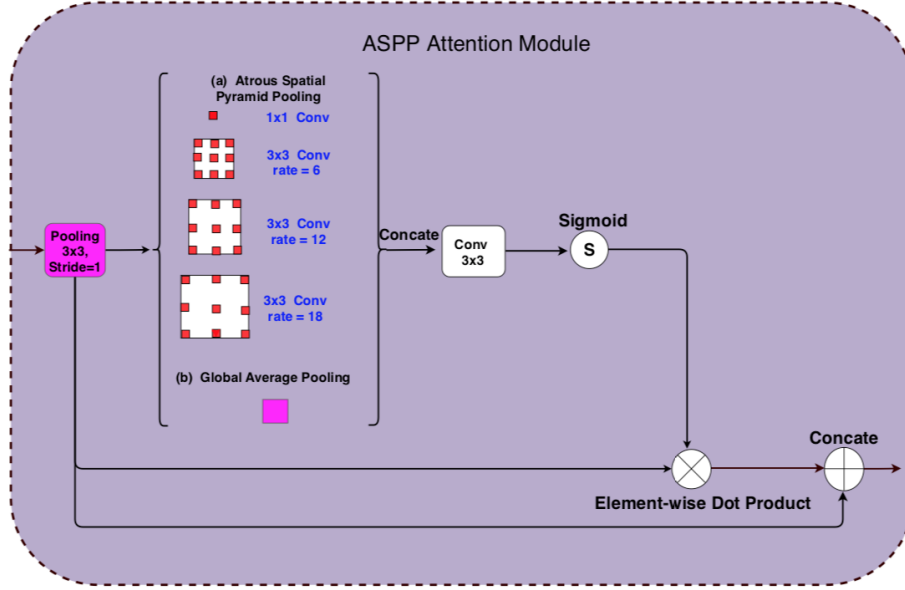 ASPP Attention Module
(a) Atrous Spatial
Pyramid Pooling
1x1 Conv
3x3 Conv
rate = 6
3x3 Conv
rate = 12
3x3 Conv
rate = 18
(b) Global Average Pooling
Pooling
3x3,
Stride=1
Concate
Conv
3x3
Sigmoid
S
Element-wise Dot Product
Concate